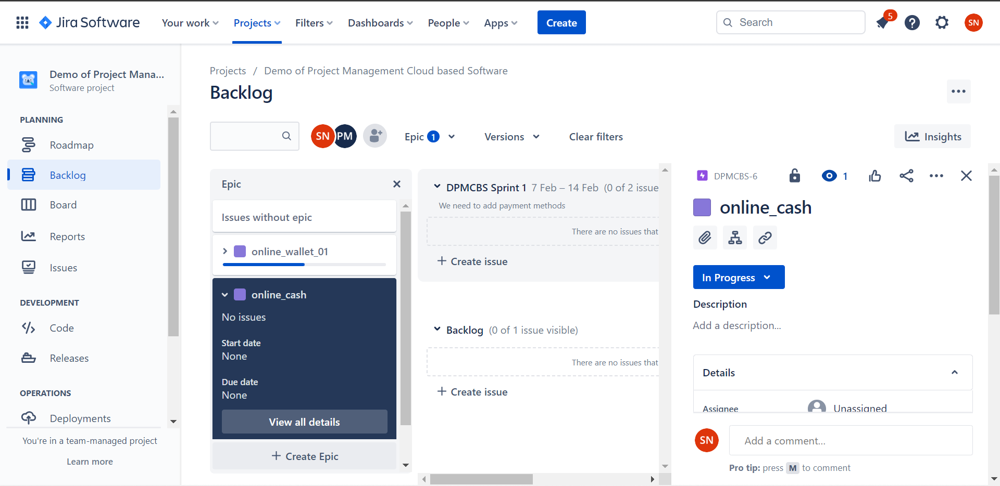 Jira Software
Your work
Projects
Filters
Dashboards
People
Apps
Create
Search
5
SN
Demo of Project Mana...
Software project
PLANNING
Roadmap
Backlog
Board
Reports
Issues
DEVELOPMENT
Code
Releases
OPERATIONS
Deployments
You're in a team-managed project
Learn more
Projects / Demo of Project Management Cloud based Software
Backlog
SN
PM
Epic 1
Versions
Clear filters
Insights
Epic
Issues without epic
online_wallet_01
online_cash
No issues
Start date
None
Due date
None
View all details
+ Create Epic
DPMCBS Sprint 1 7 Feb – 14 Feb (0 of 2 issue
We need to add payment methods
There are no issues that
+ Create issue
Backlog (0 of 1 issue visible)
There are no issues that
+ Create issue
DPMCBS-6
1
online_cash
In Progress
Description
Add a description...
Details
Assignee
Unassigned
SN
Add a comment...
Pro tip: press M to comment